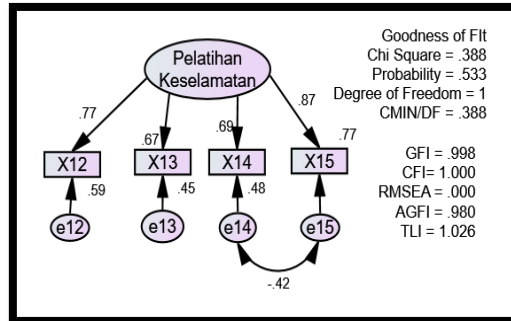 Goodness of FIt
Chi Square = .388
Probability = .533
Degree of Freedom = 1
CMIN/DF = .388
GFI = .998
CFI= 1.000
RMSEA = .000
AGFI = .980
TLI = 1.026
Pelatihan
Keselamatan
.77
.67
.69
.87
.77
X12
X13
X14
X15
.59
.45
.48
e12
e13
e14
e15
-.42